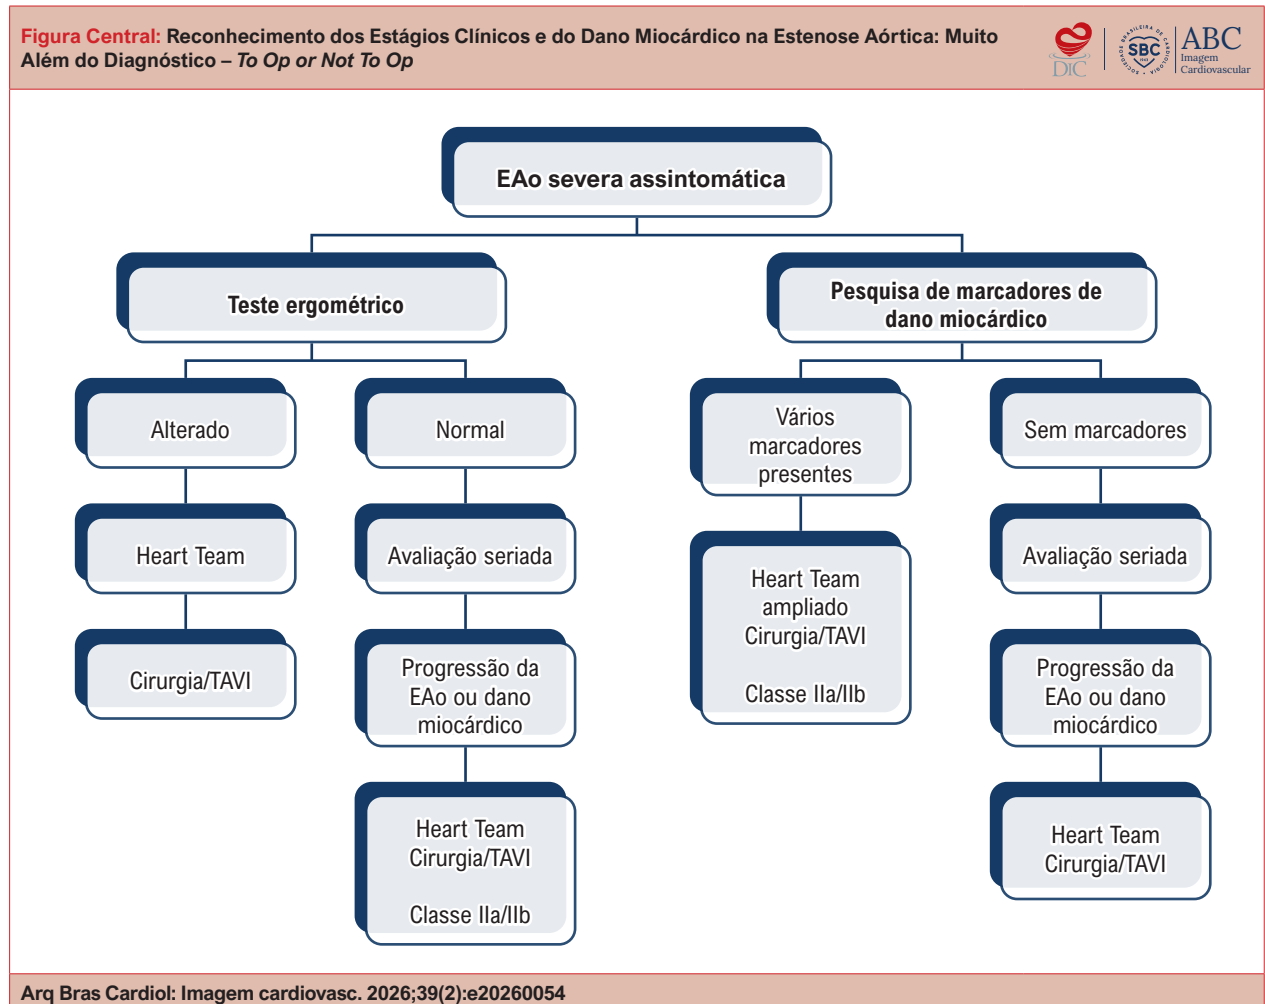 Figura Central: Reconhecimento dos Estágios Clínicos e do Dano Miocárdico na Estenose Aórtica: Muito
Além do Diagnóstico – To Op or Not To Op
DIC
SOCIEDADE BRASILEIRA DE CARDIOLOGIA
SBC
ABC
Imagem
Cardiovascular
EAo severa assintomática
Teste ergométrico
Pesquisa de marcadores de
dano miocárdico
Alterado
Normal
Vários
marcadores
presentes
Sem marcadores
Heart Team
Avaliação seriada
Heart Team
ampliado
Cirurgia/TAVI
Classe IIa/IIb
Avaliação seriada
Cirurgia/TAVI
Progressão da
EAo ou dano
miocárdico
Progressão da
EAo ou dano
miocárdico
Heart Team
Cirurgia/TAVI
Classe IIa/IIb
Heart Team
Cirurgia/TAVI
Arq Bras Cardiol: Imagem cardiovasc. 2026;39(2):e20260054